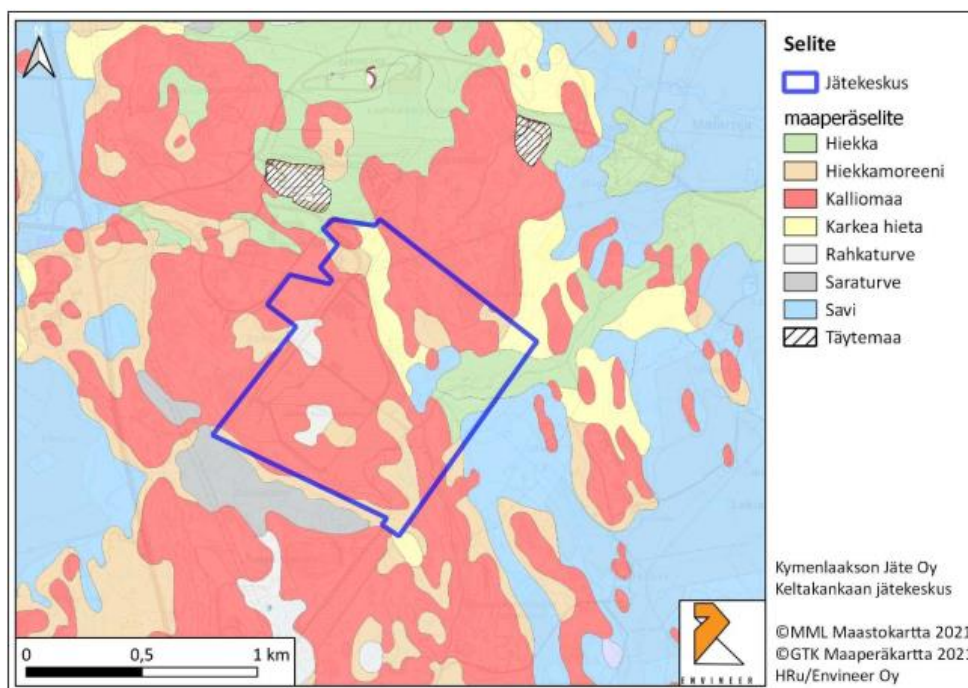 Selite
Jätekeskus
maaperäselite
Hiekka
Hiekkamoreeni
Kalliomaa
Karkea hieta
Rahkaturve
Saraturve
Savi
Täytemaa
Kymenlaakson Jäte Oy
Keltakankaan jätekeskus
©MML Maastokartta 2021
©GTK Maaperäkartta 2021
HRu/Envineer Oy
0 0,5 1 km
ENVINEER